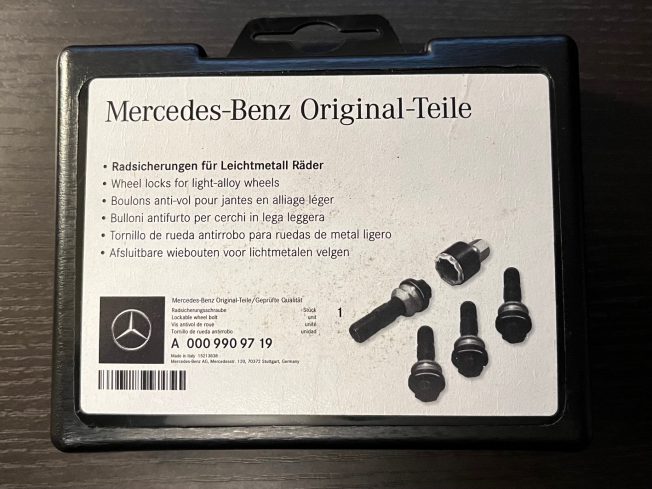 Mercedes-Benz Original-Teile
• Radsicherungen für Leichtmetall Räder
• Wheel locks for light-alloy wheels
• Boulons anti-vol pour jantes en alliage léger
• Bulloni antifurto per cerchi in lega leggera
• Tornillo de rueda antirrobo para ruedas de metal ligero
• Afsluitbare wiebouten voor lichtmetalen velgen
Mercedes-Benz Original-Teile/Geprüfte Qualität
Radsicherungsschraube Stück 1
Lockable wheel bolt unit
Vis antivol de roue unité
Tornillo de rueda antirrobo unidad
A 000 990 97 19
Made in Italy 15213638
Mercedes-Benz AG, Mercedesstr. 120, 70372 Stuttgart, Germany